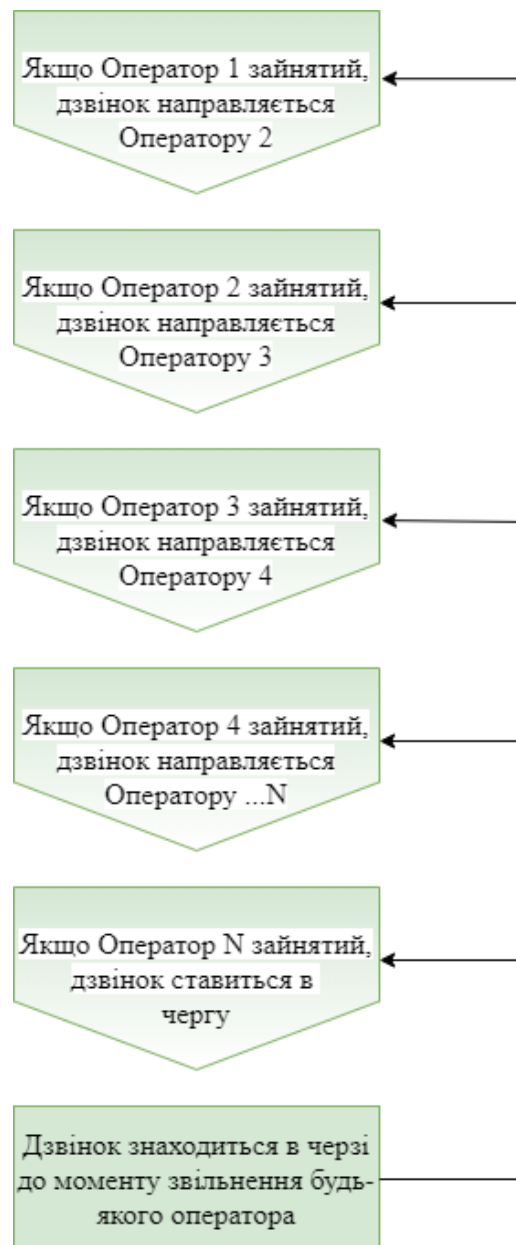 Якщо Оператор 1 зайнятий,
дзвінок направляється
Оператору 2
Якщо Оператор 2 зайнятий,
дзвінок направляється
Оператору 3
Якщо Оператор 3 зайнятий,
дзвінок направляється
Оператору 4
Якщо Оператор 4 зайнятий,
дзвінок направляється
Оператору ...N
Якщо Оператор N зайнятий,
дзвінок ставиться в
чергу
Дзвінок знаходиться в черзі
до моменту звільнення будь-
якого оператора